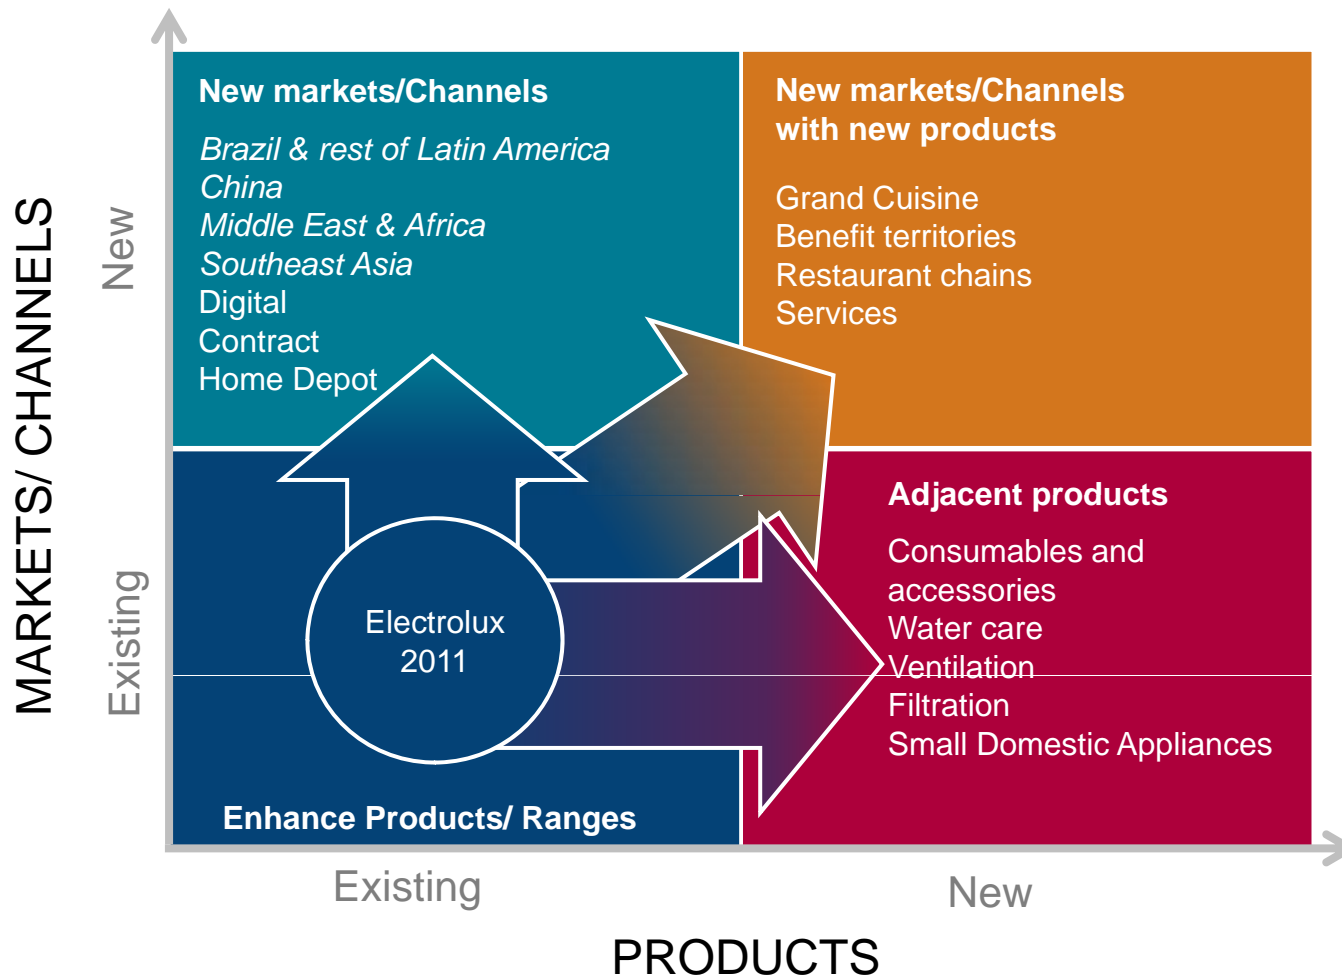 New markets/Channels
Brazil & rest of Latin America
China
Middle East & Africa
Southeast Asia
Digital
Contract
Home Depot
New markets/Channels
with new products
Grand Cuisine
Benefit territories
Restaurant chains
Services
MARKETS/ CHANNELS
New
Existing
Electrolux
2011
Enhance Products/ Ranges
Adjacent products
Consumables and
accessories
Water care
Ventilation
Filtration
Small Domestic Appliances
Existing
New
PRODUCTS